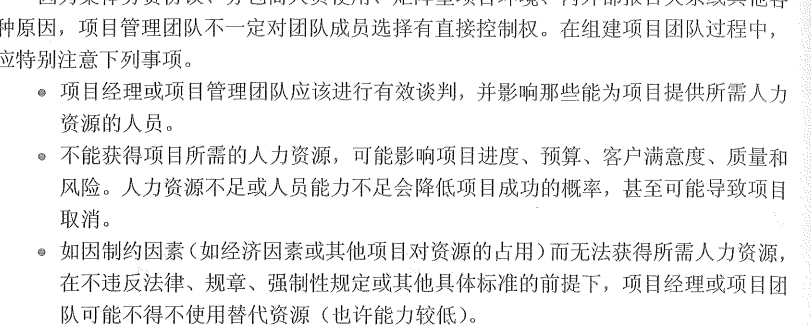 种原因，项目管理团队不一定对团队成员选择有直接控制权。在组建项目团队过程中，
应特别注意下列事项。
● 项目经理或项目管理团队应该进行有效谈判，并影响那些能为项目提供所需人力
资源的人员。
● 不能获得项目所需的人力资源，可能影响项目进度、预算、客户满意度、质量和
风险。人力资源不足或人员能力不足会降低项目成功的概率，甚至可能导致项目
取消。
● 如因制约因素（如经济因素或其他项目对资源的占用）而无法获得所需人力资源，
在不违反法律、规章、强制性规定或其他具体标准的前提下，项目经理或项目团
队可能不得不使用替代资源（也许能力较低）。